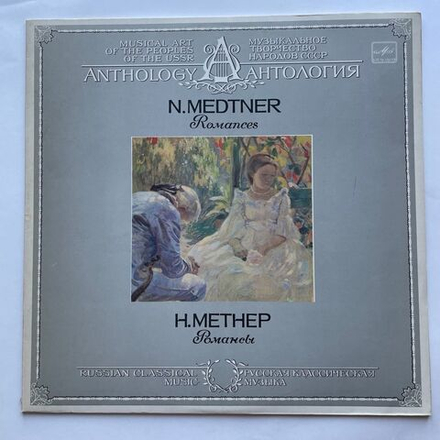 MUSICAL ART
OF THE PEOPLES
OF THE USSR
МУЗЫКАЛЬНОЕ
ТВОРЧЕСТВО
НАРОДОВ СССР
ANTHOLOGY АНТОЛОГИЯ
N.MEDTNER
Romances
Н.МЕТНЕР
Романсы
RUSSIAN CLASSICAL
MUSIC
РУССКАЯ КЛАССИЧЕСКАЯ
МУЗЫКА